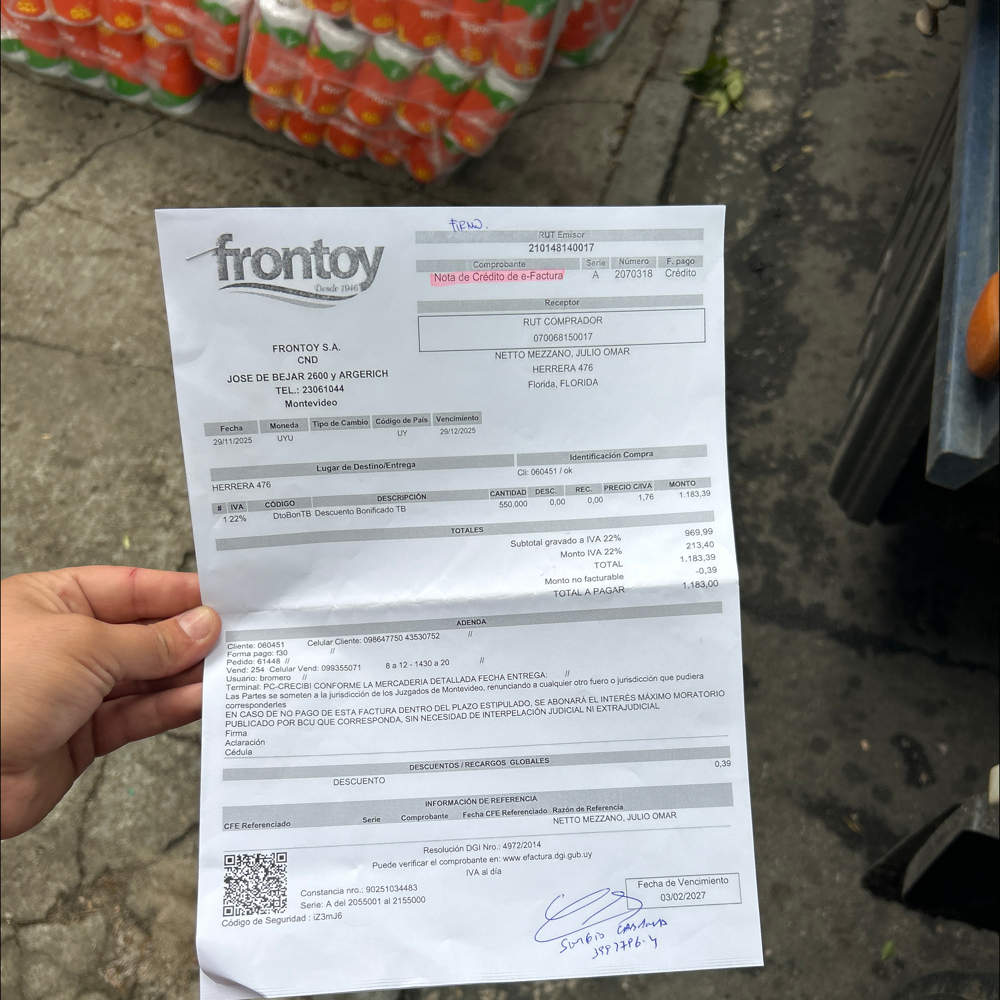 FIRMO.
frontoy
Desde 1946
RUT Emisor
210148140017
Comprobante Serie Número F. pago
Nota de Crédito de e-Factura A 2070318 Crédito
Receptor
RUT COMPRADOR
070068150017
NETTO MEZZANO, JULIO OMAR
HERRERA 476
Florida, FLORIDA
FRONTOY S.A.
CND
JOSE DE BEJAR 2600 y ARGERICH
TEL.: 23061044
Montevideo
Fecha Moneda Tipo de Cambio Código de País Vencimiento
29/11/2025 UYU UY 29/12/2025
Lugar de Destino/Entrega Identificación Compra
HERRERA 476 Cli: 060451 / ok
# IVA CÓDIGO DESCRIPCIÓN CANTIDAD DESC. REC. PRECIO C/IVA MONTO
1 22% DtoBonTB Descuento Bonificado TB 550,000 0,00 0,00 1,76 1.183,39
TOTALES
Subtotal gravado a IVA 22% 969,99
Monto IVA 22% 213,40
TOTAL 1.183,39
Monto no facturable -0,39
TOTAL A PAGAR 1.183,00
ADENDA
Cliente: 060451 Celular Cliente: 098647750 43530752 //
Forma pago: f30 //
Pedido: 61448 //
Vend: 254 Celular Vend: 099355071 8 a 12 - 1430 a 20 //
Usuario: bromero //
Terminal: PC-CRECIBI CONFORME LA MERCADERIA DETALLADA FECHA ENTREGA: //
Las Partes se someten a la jurisdicción de los Juzgados de Montevideo, renunciando a cualquier otro fuero o jurisdicción que pudiera
corresponderles
EN CASO DE NO PAGO DE ESTA FACTURA DENTRO DEL PLAZO ESTIPULADO, SE ABONARÁ EL INTERÉS MÁXIMO MORATORIO
PUBLICADO POR BCU QUE CORRESPONDA, SIN NECESIDAD DE INTERPELACIÓN JUDICIAL NI EXTRAJUDICIAL
Firma
Aclaración
Cédula
DESCUENTOS / RECARGOS GLOBALES
DESCUENTO 0,39
INFORMACIÓN DE REFERENCIA
CFE Referenciado Serie Comprobante Fecha CFE Referenciado Razón de Referencia
NETTO MEZZANO, JULIO OMAR
Resolución DGI Nro.: 4972/2014
Puede verificar el comprobante en: www.efactura.dgi.gub.uy
IVA al día
Constancia nro.: 90251034483
Serie: A del 2055001 al 2155000
Código de Seguridad : iZ3mJ6
Fecha de Vencimiento
03/02/2027